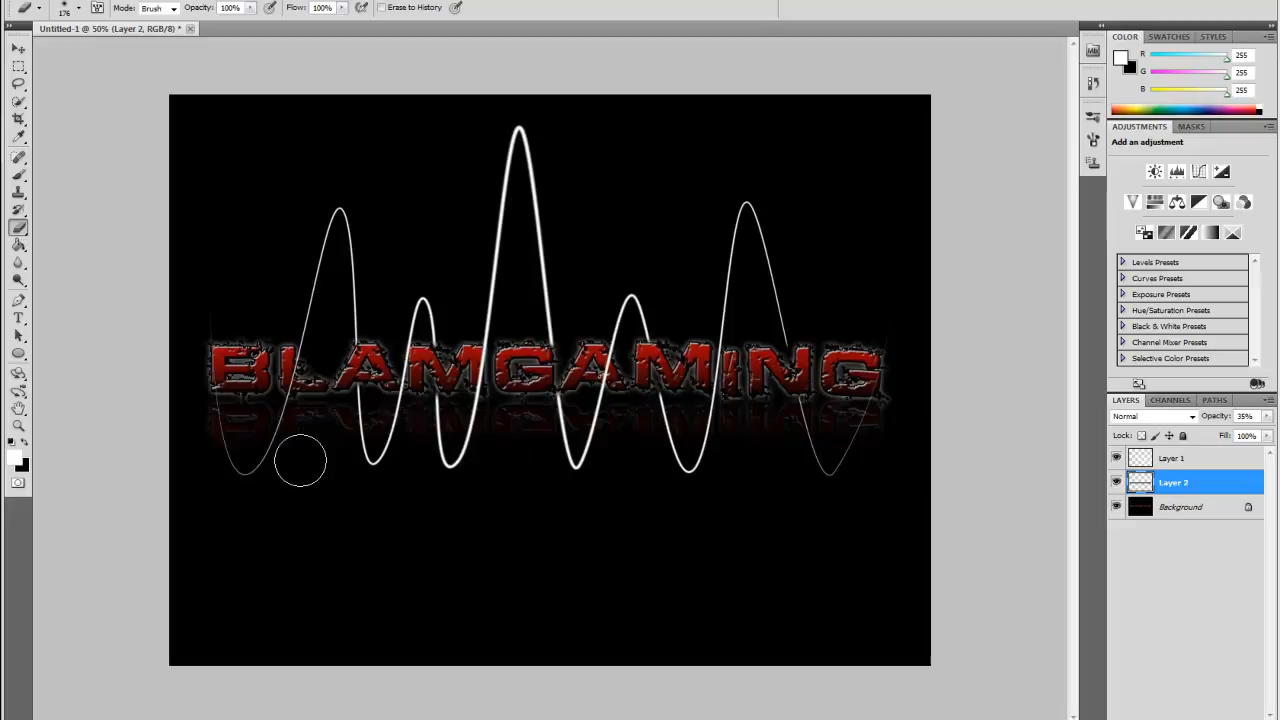 Mode: Brush Opacity: 100% Flow: 100% Erase to History
176
Untitled-1 @ 50% (Layer 2, RGB/8) *
COLOR SWATCHES STYLES
R 255
G 255
B 255
ADJUSTMENTS MASKS
Add an adjustment
Levels Presets
Curves Presets
Exposure Presets
Hue/Saturation Presets
Black & White Presets
Channel Mixer Presets
Selective Color Presets
LAYERS CHANNELS PATHS
Normal Opacity: 35%
Lock: Fill: 100%
Layer 1
Layer 2
Background
BLAMGAMING